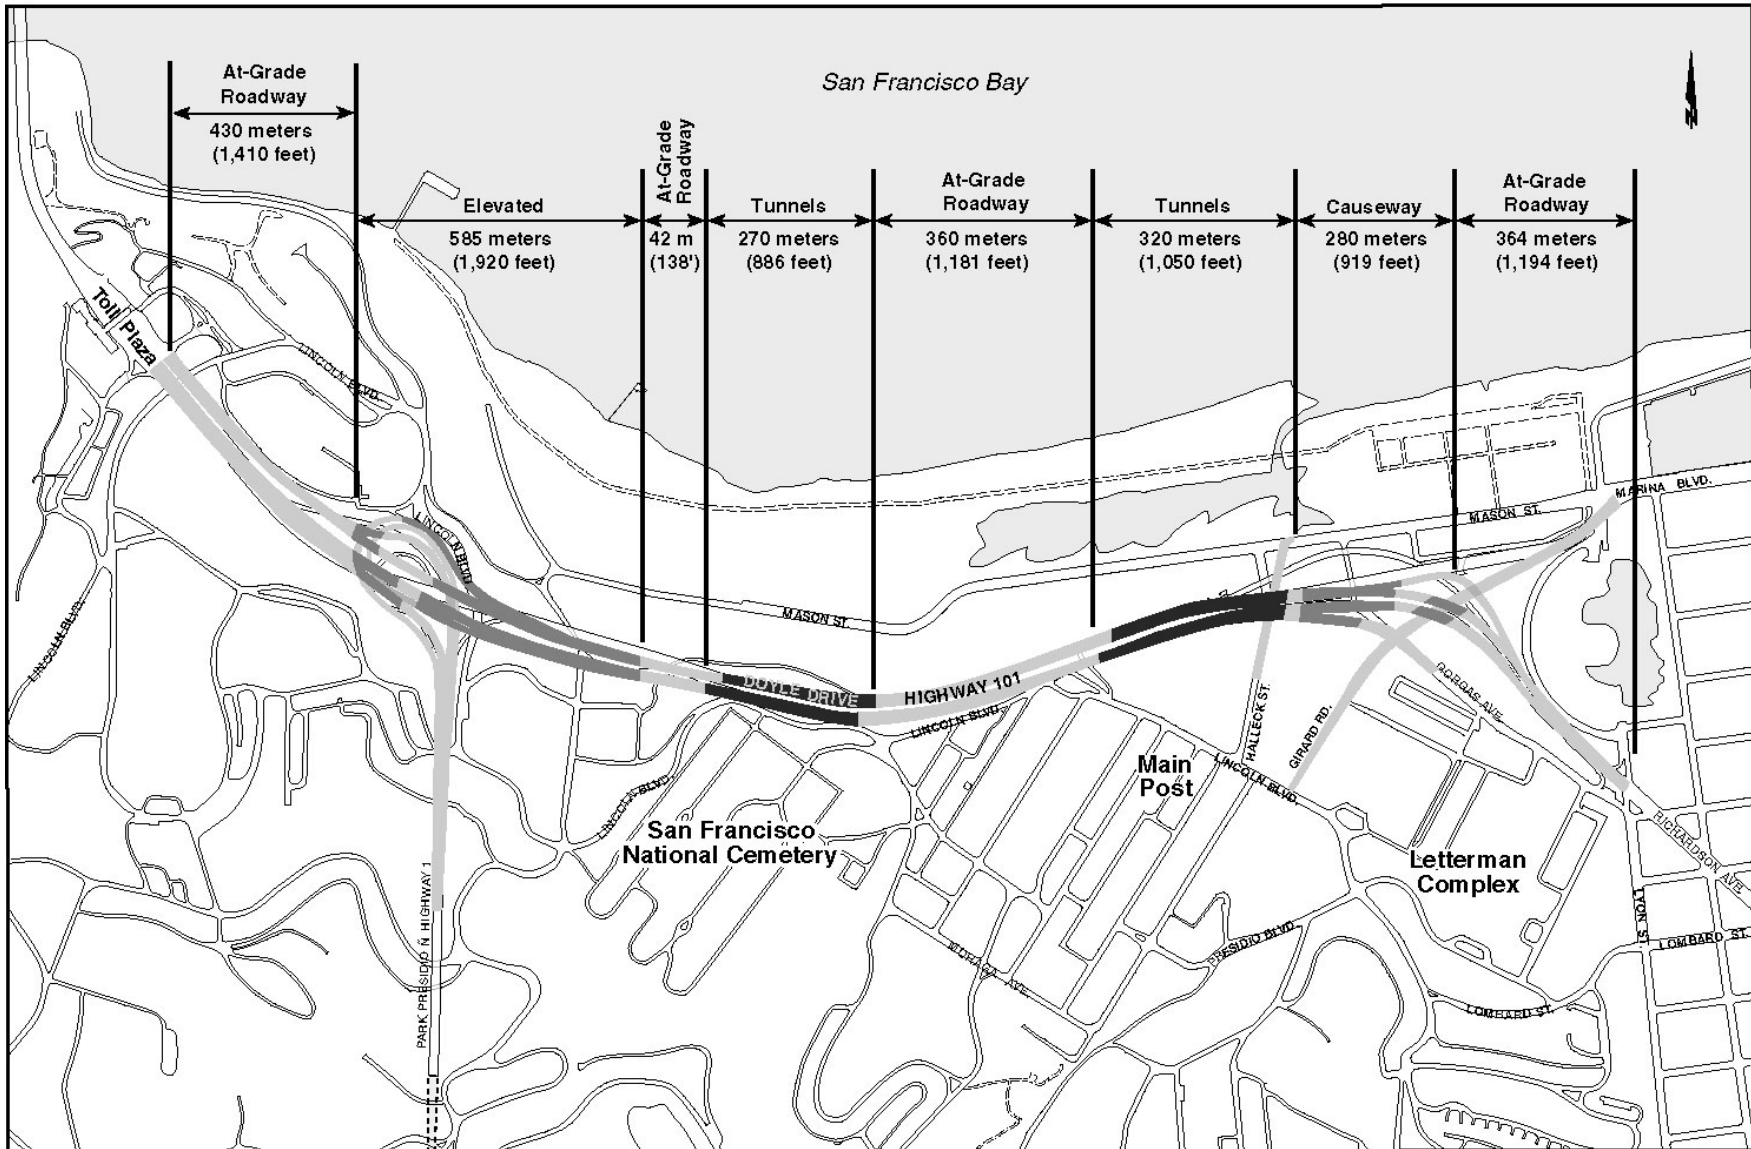 San Francisco Bay
At-Grade
Roadway
430 meters
(1,410 feet)
Elevated
585 meters
(1,920 feet)
At-Grade
Roadway
42 m
(138')
Tunnels
270 meters
(886 feet)
At-Grade
Roadway
360 meters
(1,181 feet)
Tunnels
320 meters
(1,050 feet)
Causeway
280 meters
(919 feet)
At-Grade
Roadway
364 meters
(1,194 feet)
N
Toll Plaza
LINCOLN BLVD.
LINCOLN BLVD.
LINCOLN BLVD
MASON ST.
MASON ST.
MARINA BLVD.
DOYLE DRIVE
HIGHWAY 101
LINCOLN BLVD.
LINCOLN BLVD.
LINCOLN BLVD.
HALLECK ST.
GIRARD RD.
GORGAS AVE.
RICHARDSON AVE
Main
Post
San Francisco
National Cemetery
Letterman
Complex
PARK PRESIDIO Ñ HIGHWAY 1
MORAGA AVE.
PRESIDIO BLVD.
LYON ST.
LOMBARD ST.
LOMBARD ST.